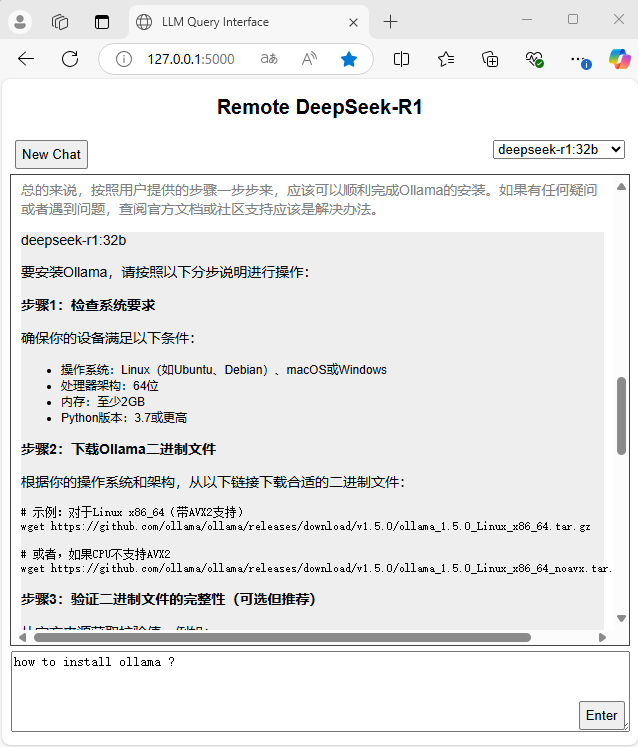 LLM Query Interface
127.0.0.1:5000
Remote DeepSeek-R1
New Chat
deepseek-r1:32b
总的来说，按照用户提供的步骤一步步来，应该可以顺利完成Ollama的安装。如果有任何疑问
或者遇到问题，查阅官方文档或社区支持应该是解决办法。
deepseek-r1:32b
要安装Ollama，请按照以下分步说明进行操作：
步骤1：检查系统要求
确保你的设备满足以下条件：
• 操作系统：Linux（如Ubuntu、Debian）、macOS或Windows
• 处理器架构：64位
• 内存：至少2GB
• Python版本：3.7或更高
步骤2：下载Ollama二进制文件
根据你的操作系统和架构，从以下链接下载合适的二进制文件：
# 示例：对于Linux x86_64（带AVX2支持）
wget https://github.com/ollama/ollama/releases/download/v1.5.0/ollama_1.5.0_Linux_x86_64.tar.gz
# 或者，如果CPU不支持AVX2
wget https://github.com/ollama/ollama/releases/download/v1.5.0/ollama_1.5.0_Linux_x86_64_noavx.tar.
步骤3：验证二进制文件的完整性（可选但推荐）
how to install ollama ?
Enter